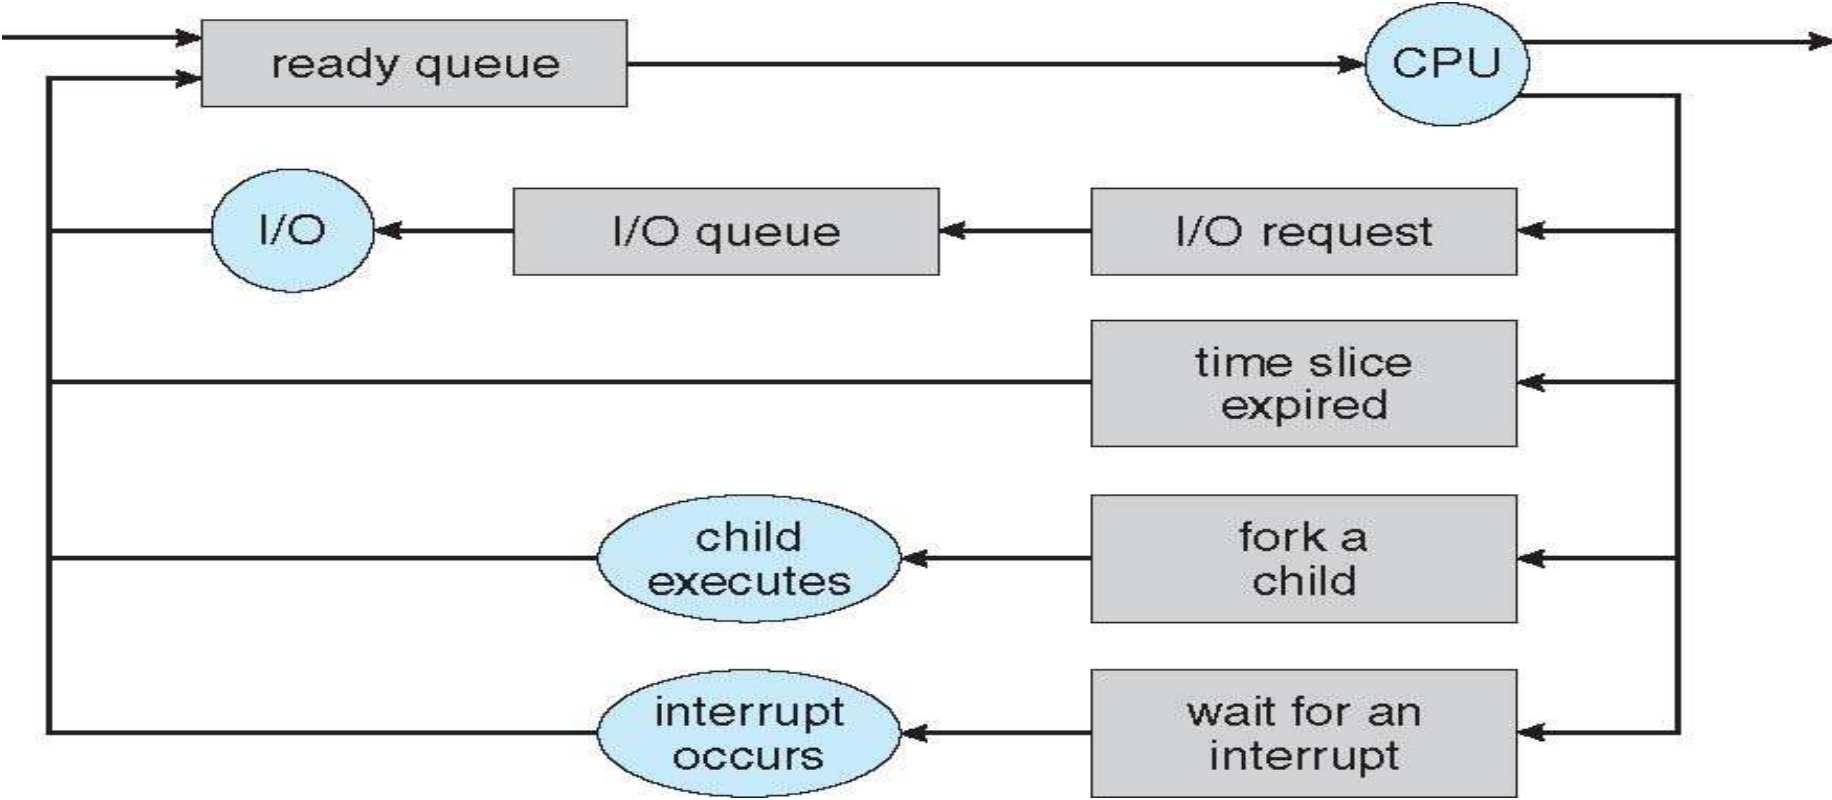 ready queue
CPU
I/O
I/O queue
I/O request
time slice
expired
child
executes
fork a
child
interrupt
occurs
wait for an
interrupt